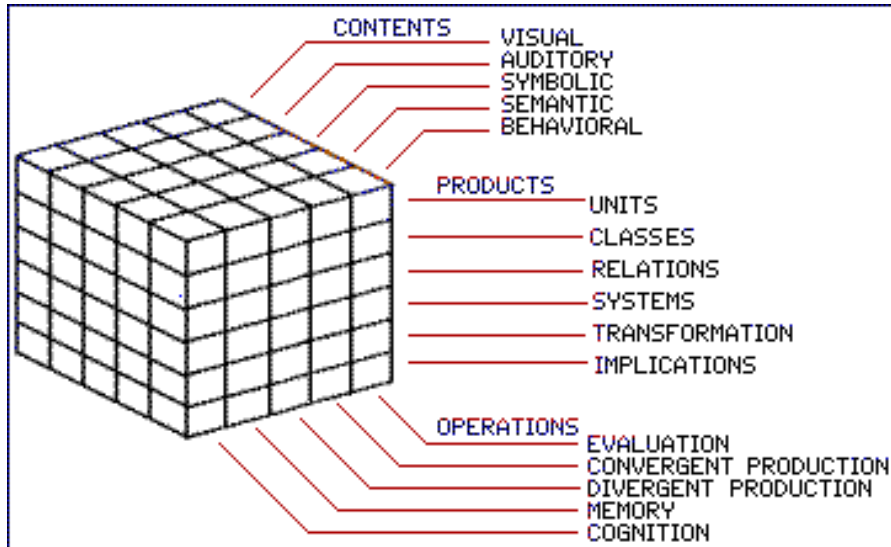 CONTENTS
VISUAL
AUDITORY
SYMBOLIC
SEMANTIC
BEHAVIORAL
PRODUCTS
UNITS
CLASSES
RELATIONS
SYSTEMS
TRANSFORMATION
IMPLICATIONS
OPERATIONS
EVALUATION
CONVERGENT PRODUCTION
DIVERGENT PRODUCTION
MEMORY
COGNITION